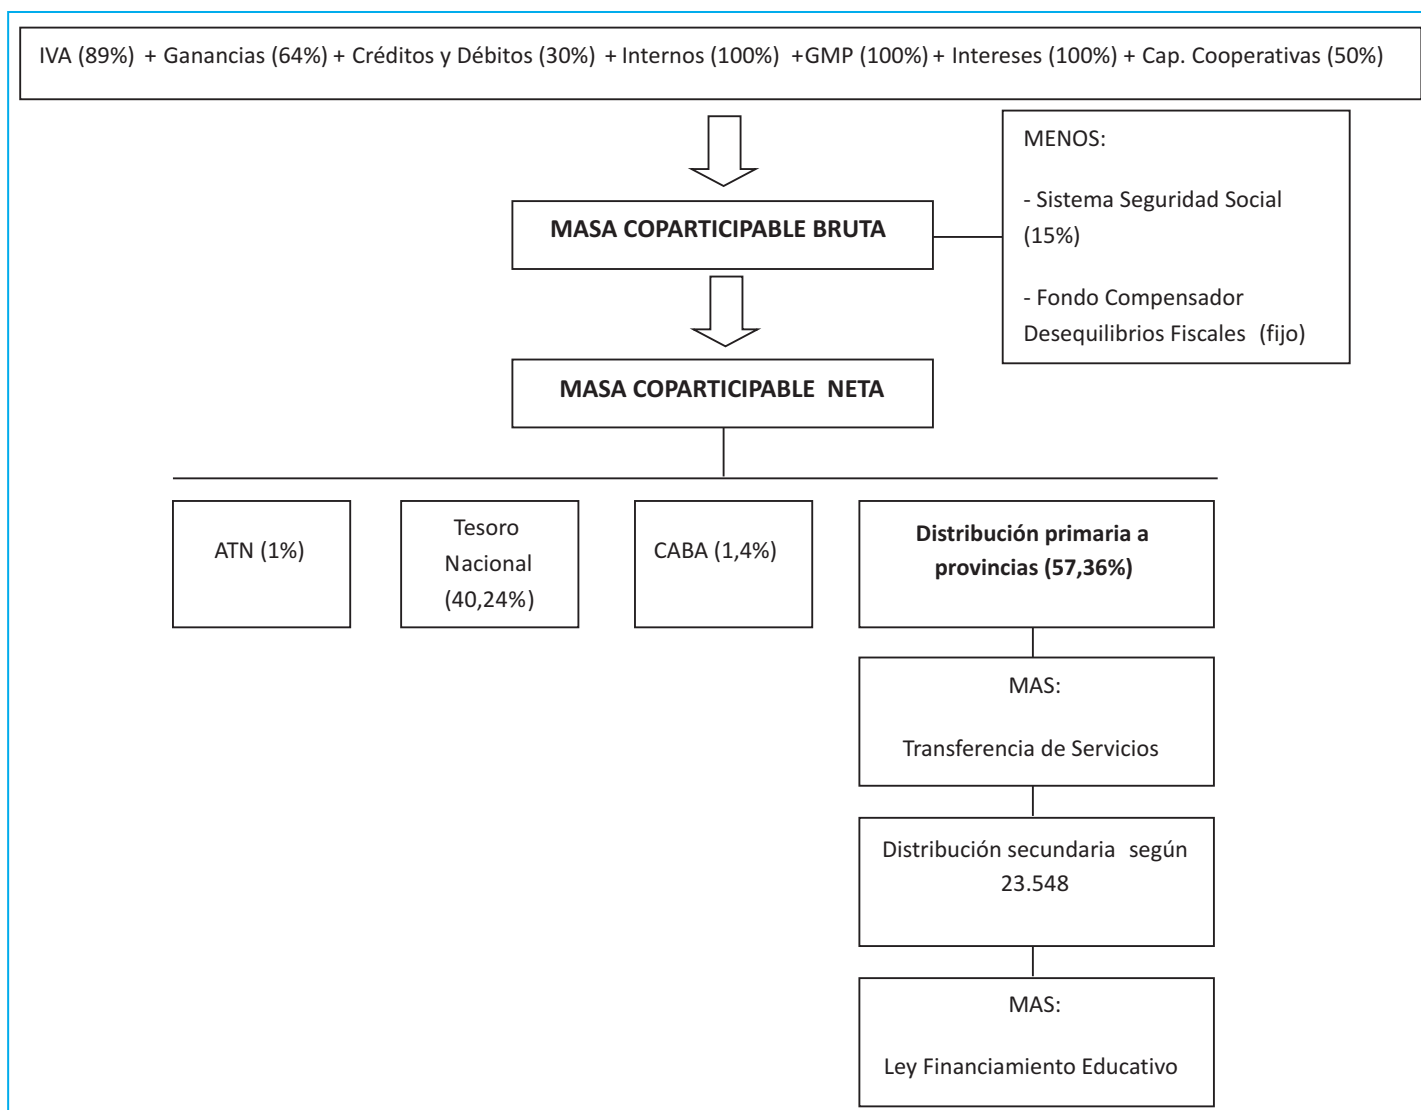 IVA (89%) + Ganancias (64%) + Créditos y Débitos (30%) + Internos (100%) +GMP (100%) + Intereses (100%) + Cap. Cooperativas (50%)
MENOS:
- Sistema Seguridad Social
(15%)
- Fondo Compensador
Desequilibrios Fiscales (fijo)
MASA COPARTICIPABLE BRUTA
MASA COPARTICIPABLE NETA
ATN (1%)
Tesoro
Nacional
(40,24%)
CABA (1,4%)
Distribución primaria a
provincias (57,36%)
MAS:
Transferencia de Servicios
Distribución secundaria según
23.548
MAS:
Ley Financiamiento Educativo